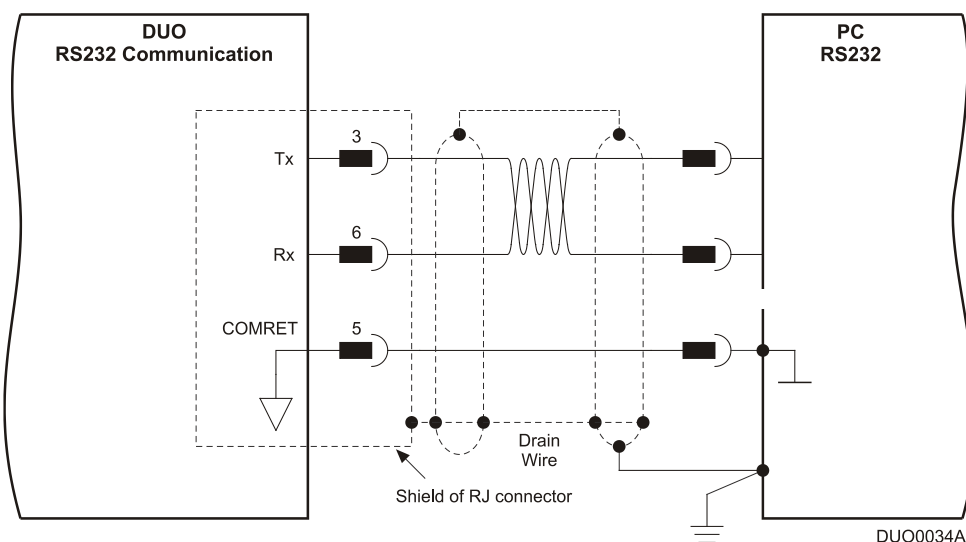 DUO
RS232 Communication
PC
RS232
3
Tx
6
Rx
COMRET
5
Drain
Wire
Shield of RJ connector
DUO0034A